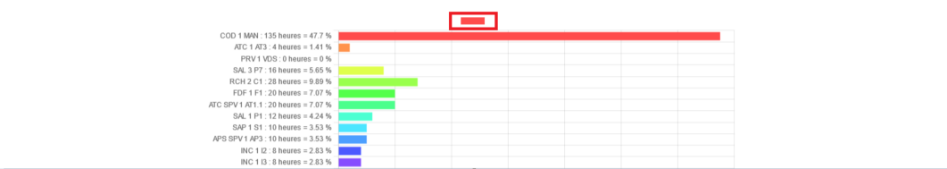 COD 1 MAN : 135 heures = 47.7 %
ATC 1 AT3 : 4 heures = 1.41 %
PRV 1 VDS : 0 heures = 0 %
SAL 3 P7 : 16 heures = 5.65 %
RCH 2 C1 : 28 heures = 9.89 %
FDF 1 F1 : 20 heures = 7.07 %
ATC SPV 1 AT1.1 : 20 heures = 7.07 %
SAL 1 P1 : 12 heures = 4.24 %
SAP 1 S1 : 10 heures = 3.53 %
APS SPV 1 AP3 : 10 heures = 3.53 %
INC 1 I2 : 8 heures = 2.83 %
INC 1 I3 : 8 heures = 2.83 %